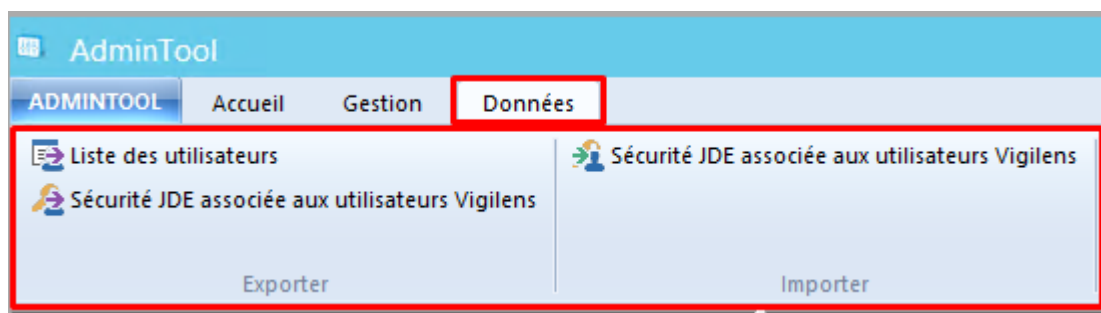 AdminTool
ADMINTOOL Accueil Gestion Données
Liste des utilisateurs
Sécurité JDE associée aux utilisateurs Vigilens
Exporter
Sécurité JDE associée aux utilisateurs Vigilens
Importer